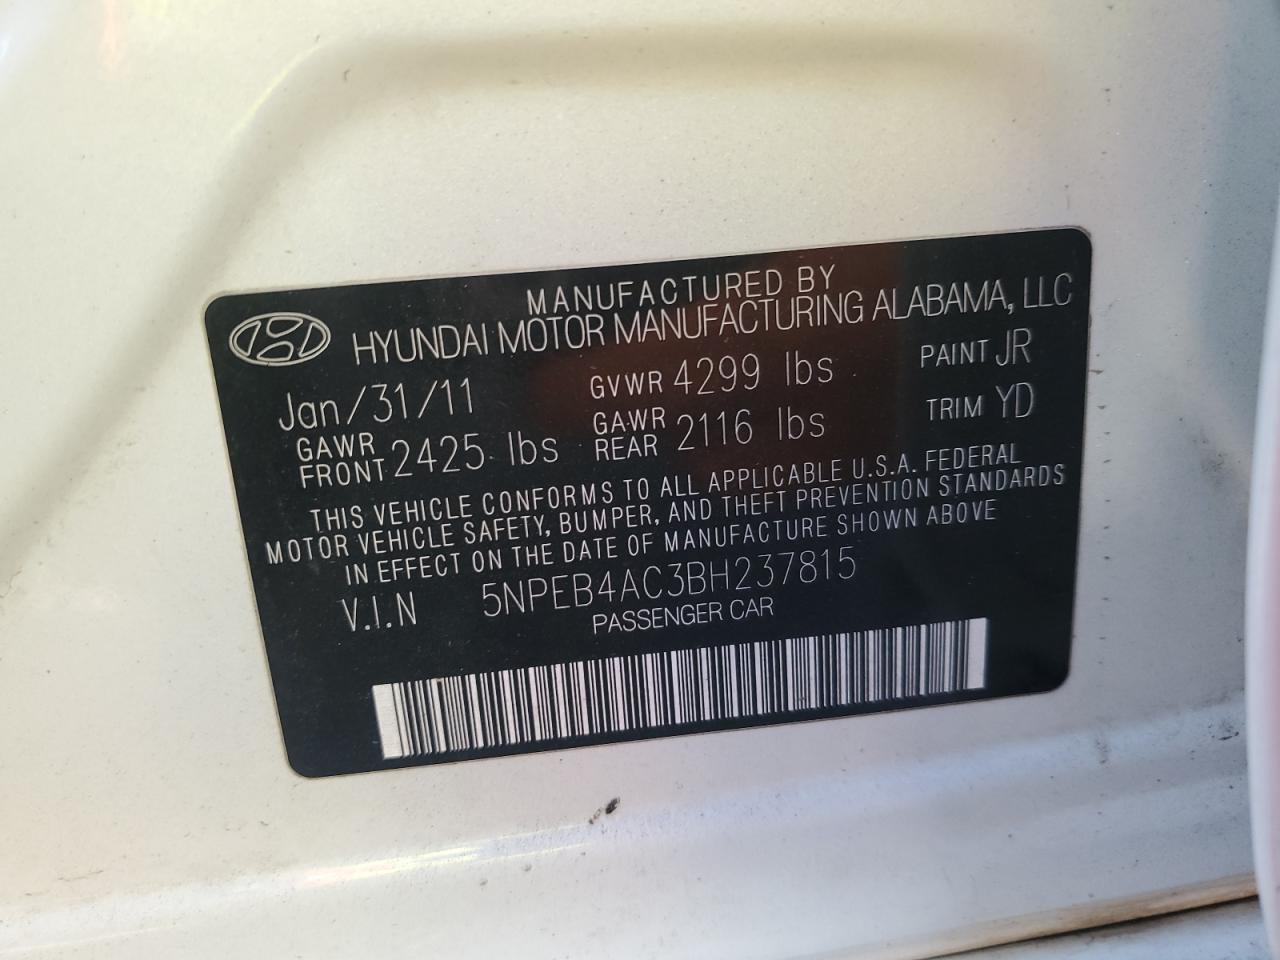 MANUFACTURED BY
HYUNDAI MOTOR MANUFACTURING ALABAMA, LLC
Jan/31/11 GVWR 4299 lbs PAINT JR
GAWR FRONT 2425 lbs GAWR REAR 2116 lbs TRIM YD
THIS VEHICLE CONFORMS TO ALL APPLICABLE U.S.A. FEDERAL
MOTOR VEHICLE SAFETY, BUMPER, AND THEFT PREVENTION STANDARDS
IN EFFECT ON THE DATE OF MANUFACTURE SHOWN ABOVE
V.I.N 5NPEB4AC3BH237815
PASSENGER CAR